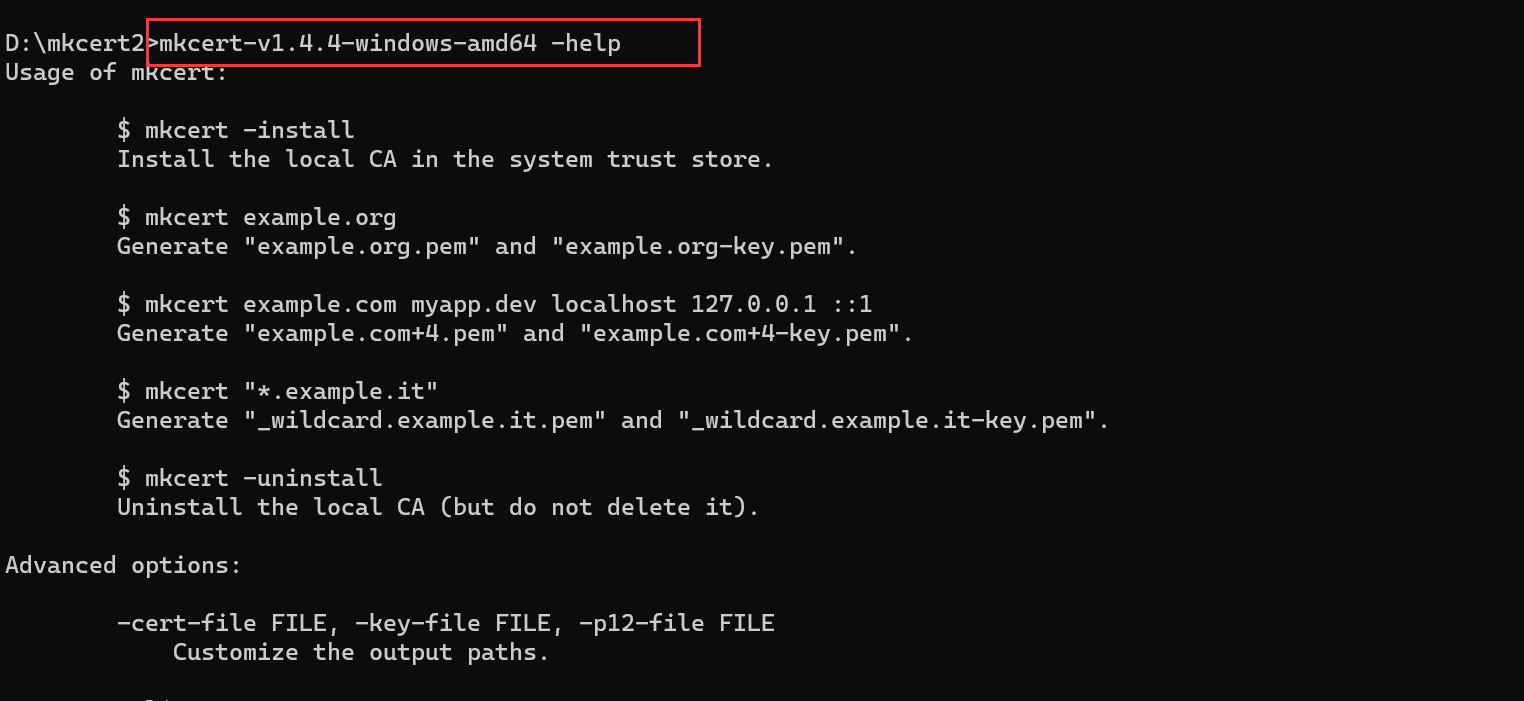 D:\mkcert2>mkcert-v1.4.4-windows-amd64 -help
Usage of mkcert:
$ mkcert -install
Install the local CA in the system trust store.
$ mkcert example.org
Generate "example.org.pem" and "example.org-key.pem".
$ mkcert example.com myapp.dev localhost 127.0.0.1 ::1
Generate "example.com+4.pem" and "example.com+4-key.pem".
$ mkcert "*.example.it"
Generate "_wildcard.example.it.pem" and "_wildcard.example.it-key.pem".
$ mkcert -uninstall
Uninstall the local CA (but do not delete it).
Advanced options:
-cert-file FILE, -key-file FILE, -p12-file FILE
Customize the output paths.